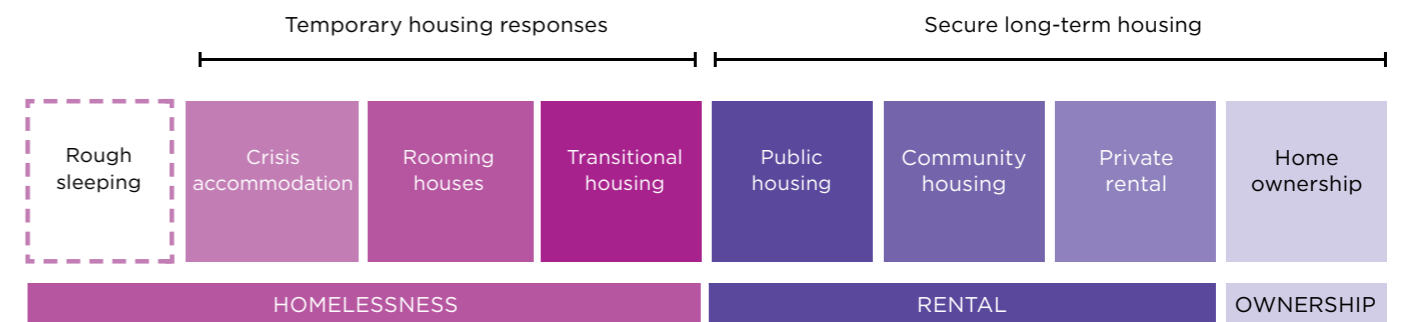 Temporary housing responses
Secure long-term housing
Rough
sleeping
Crisis
accommodation
Rooming
houses
Transitional
housing
Public
housing
Community
housing
Private
rental
Home
ownership
HOMELESSNESS
RENTAL
OWNERSHIP